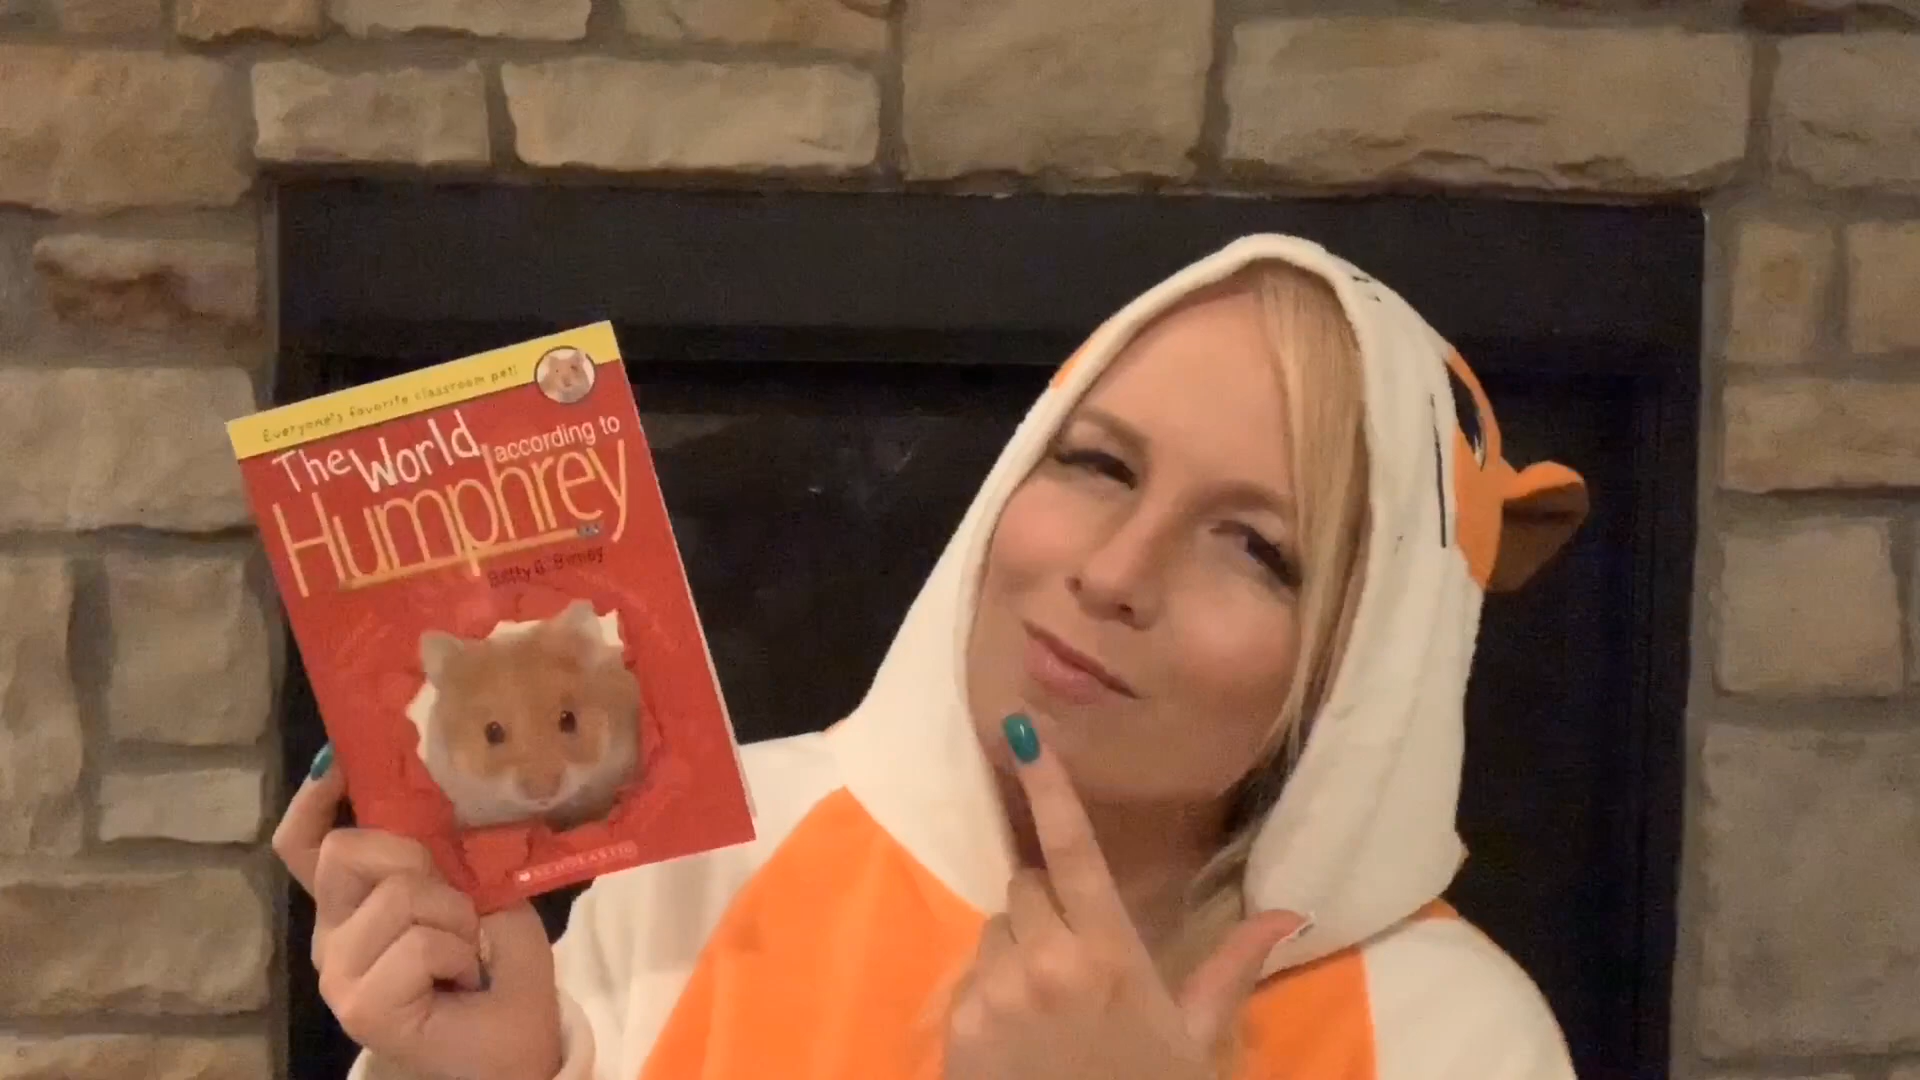 Everyone's favorite classroom pet!
The World according to
Humphrey
Betty G. Birney
SCHOLASTIC